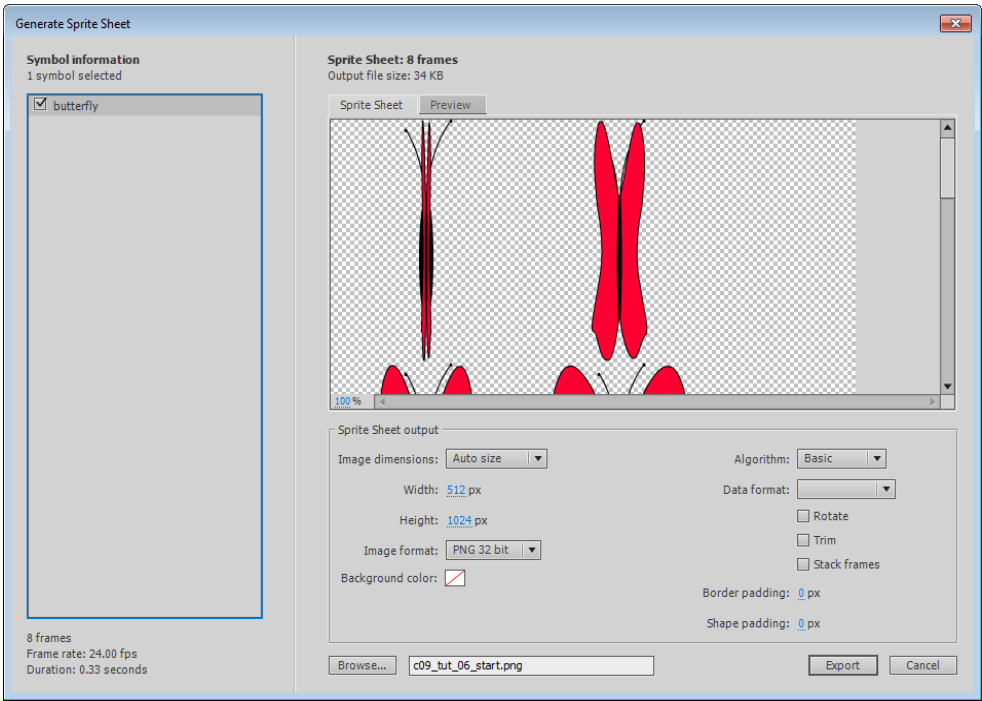 Generate Sprite Sheet
Symbol information
1 symbol selected
butterfly
8 frames
Frame rate: 24.00 fps
Duration: 0.33 seconds
Sprite Sheet: 8 frames
Output file size: 34 KB
Sprite Sheet Preview
100 %
Sprite Sheet output
Image dimensions: Auto size
Width: 512 px
Height: 1024 px
Image format: PNG 32 bit
Background color:
Algorithm: Basic
Data format:
Rotate
Trim
Stack frames
Border padding: 0 px
Shape padding: 0 px
Browse... c09_tut_06_start.png
Export Cancel